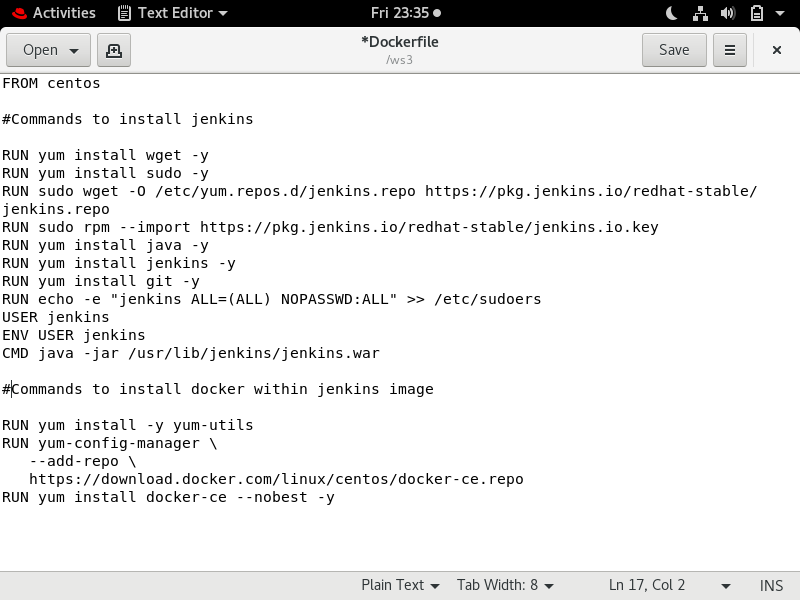 Activities Text Editor Fri 23:35
Open *Dockerfile Save
/ws3
FROM centos
#Commands to install jenkins
RUN yum install wget -y
RUN yum install sudo -y
RUN sudo wget -O /etc/yum.repos.d/jenkins.repo https://pkg.jenkins.io/redhat-stable/
jenkins.repo
RUN sudo rpm --import https://pkg.jenkins.io/redhat-stable/jenkins.io.key
RUN yum install java -y
RUN yum install jenkins -y
RUN yum install git -y
RUN echo -e "jenkins ALL=(ALL) NOPASSWD:ALL" >> /etc/sudoers
USER jenkins
ENV USER jenkins
CMD java -jar /usr/lib/jenkins/jenkins.war
#Commands to install docker within jenkins image
RUN yum install -y yum-utils
RUN yum-config-manager \
--add-repo \
https://download.docker.com/linux/centos/docker-ce.repo
RUN yum install docker-ce --nobest -y
Plain Text Tab Width: 8 Ln 17, Col 2 INS